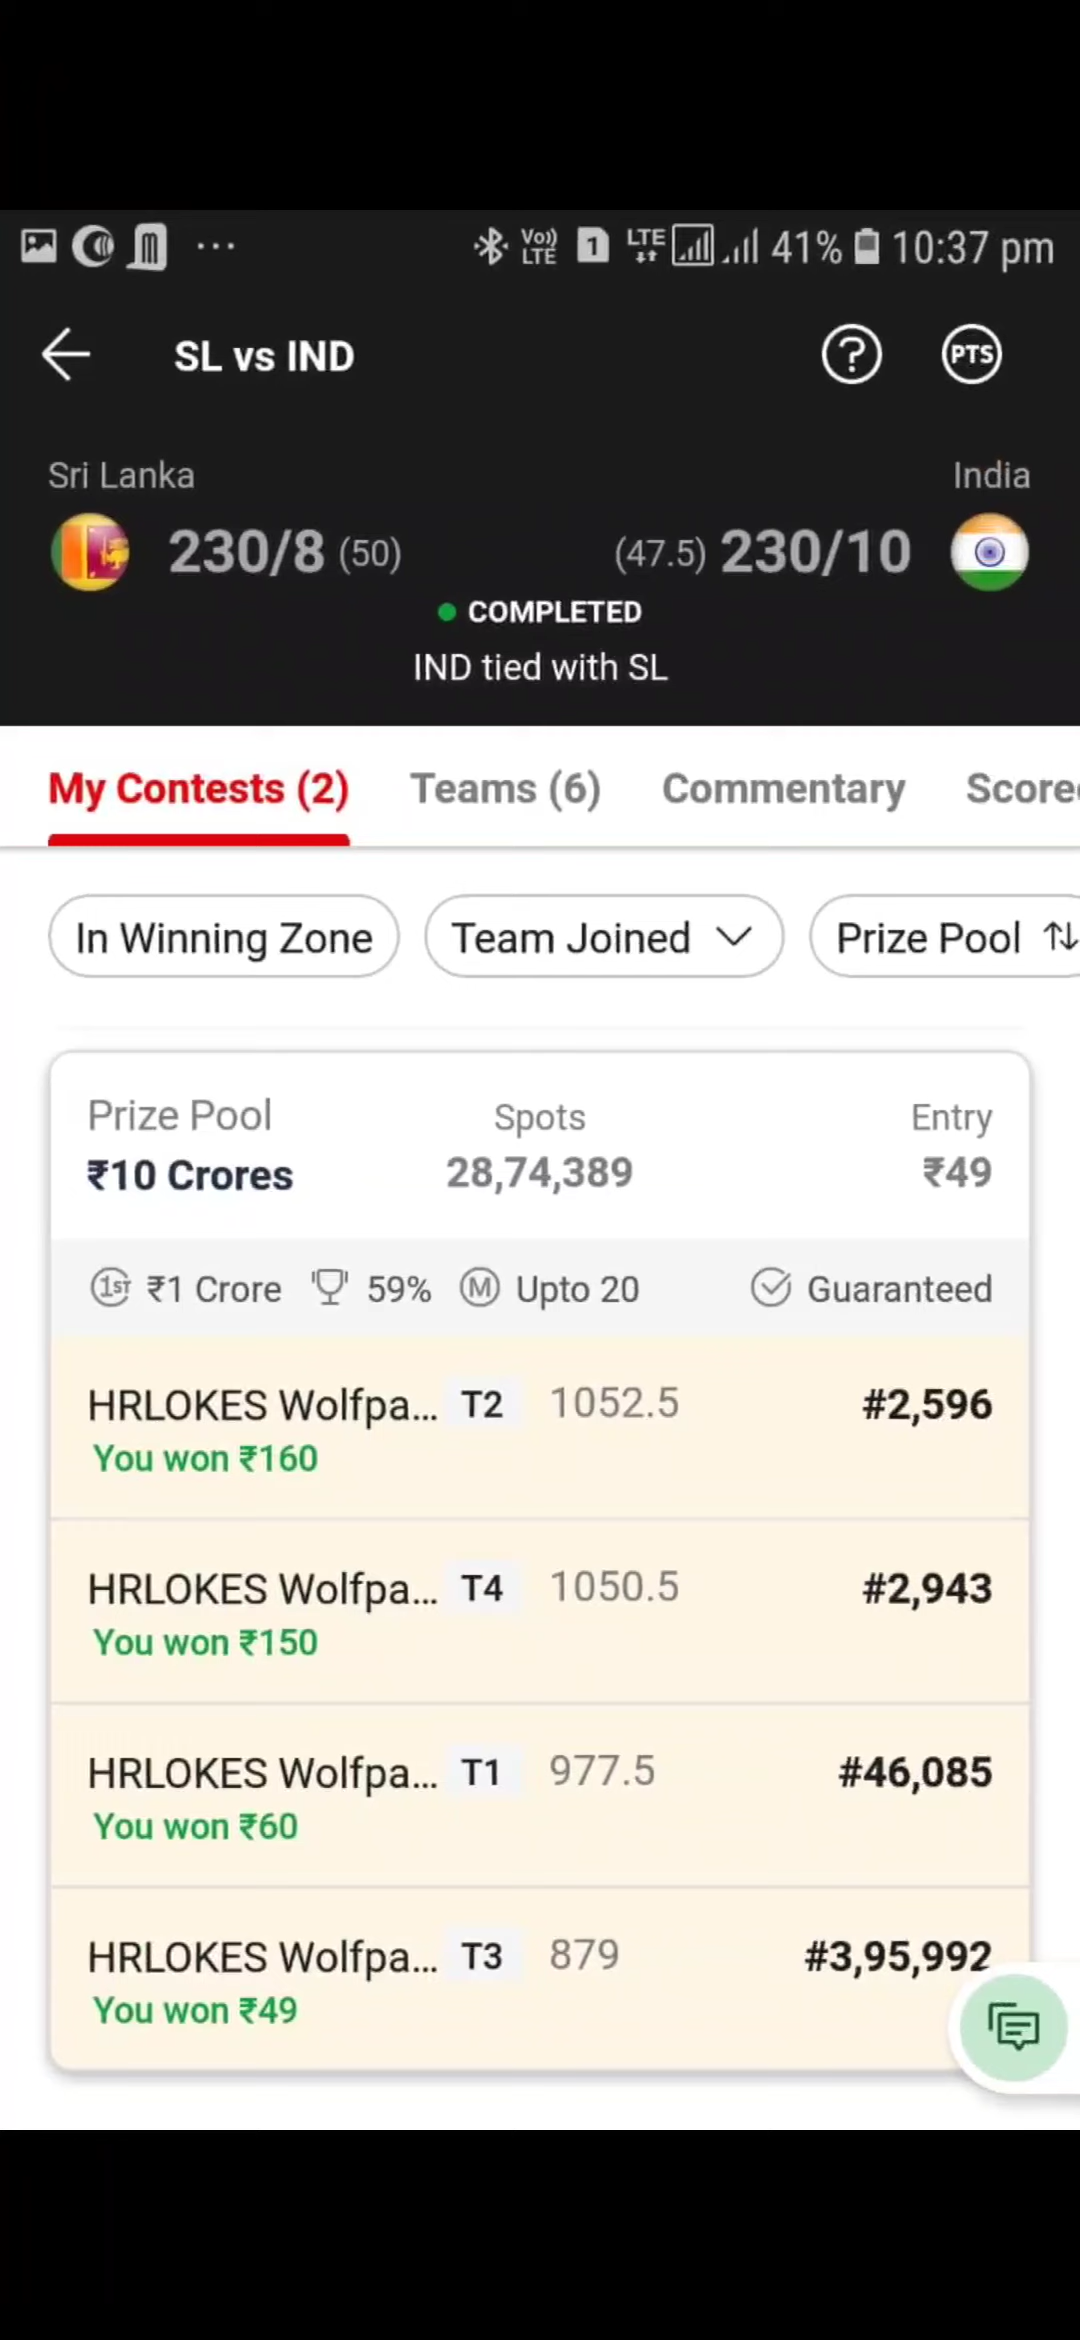 Vo)) LTE 1 LTE 41% 10:37 pm
SL vs IND ? PTS
Sri Lanka India
230/8 (50) (47.5) 230/10
COMPLETED
IND tied with SL
My Contests (2) Teams (6) Commentary Score
In Winning Zone Team Joined Prize Pool
Prize Pool Spots Entry
₹10 Crores 28,74,389 ₹49
1ST ₹1 Crore 59% M Upto 20 Guaranteed
HRLOKES Wolfpa... T2 1052.5 #2,596
You won ₹160
HRLOKES Wolfpa... T4 1050.5 #2,943
You won ₹150
HRLOKES Wolfpa... T1 977.5 #46,085
You won ₹60
HRLOKES Wolfpa... T3 879 #3,95,992
You won ₹49